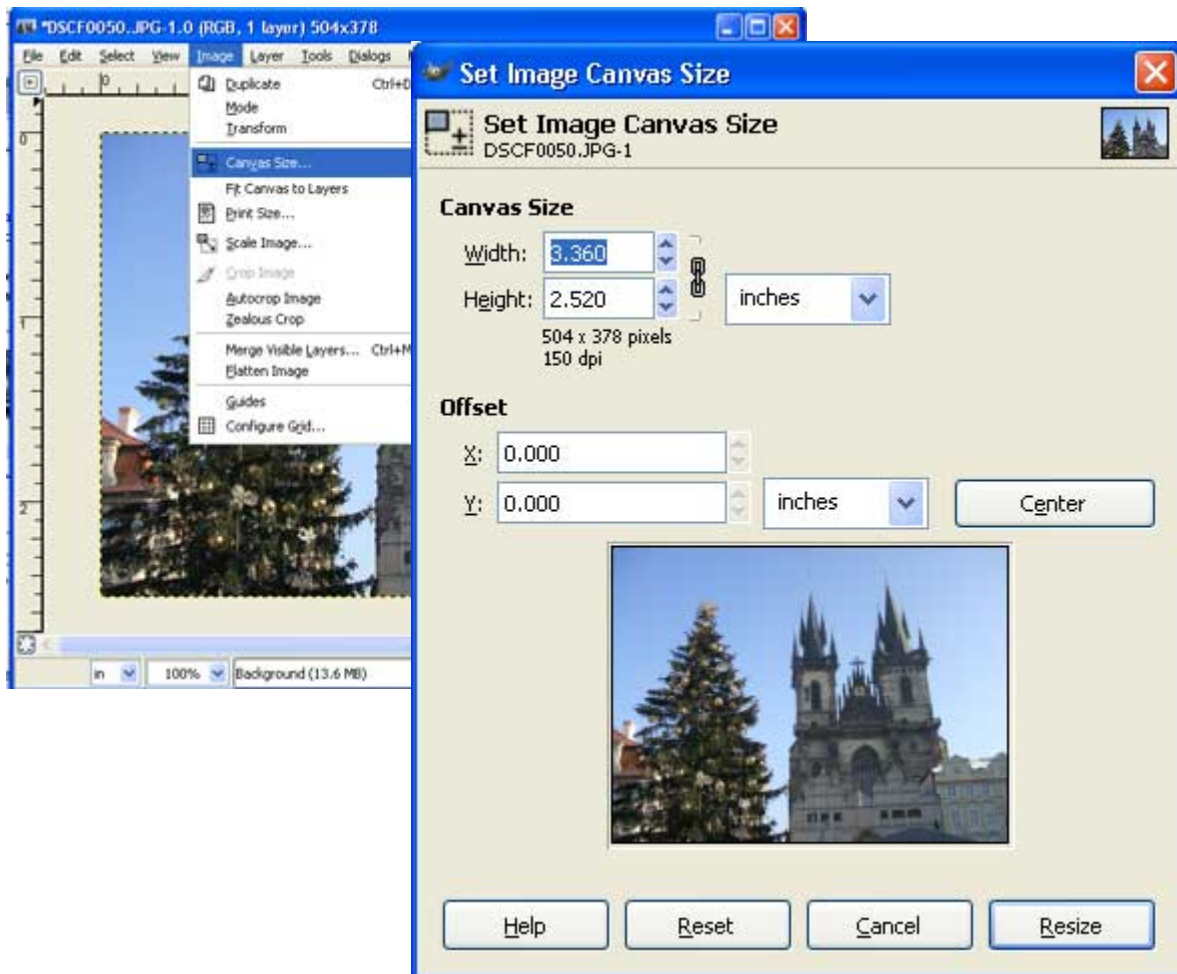 *DSCF0050.JPG-1.0 (RGB, 1 layer) 504x378
File Edit Select View Image Layer Tools Dialogs
Duplicate Ctrl+D
Mode
Transform
Canvas Size...
Fit Canvas to Layers
Print Size...
Scale Image...
Crop Image
Autocrop Image
Zealous Crop
Merge Visible Layers... Ctrl+M
Flatten Image
Guides
Configure Grid...
0
0
1
2
in 100% Background (13.6 MB)
Set Image Canvas Size
Set Image Canvas Size
DSCF0050.JPG-1
Canvas Size
Width: 3.360
Height: 2.520 inches
504 x 378 pixels
150 dpi
Offset
X: 0.000
Y: 0.000 inches Center
Help Reset Cancel Resize